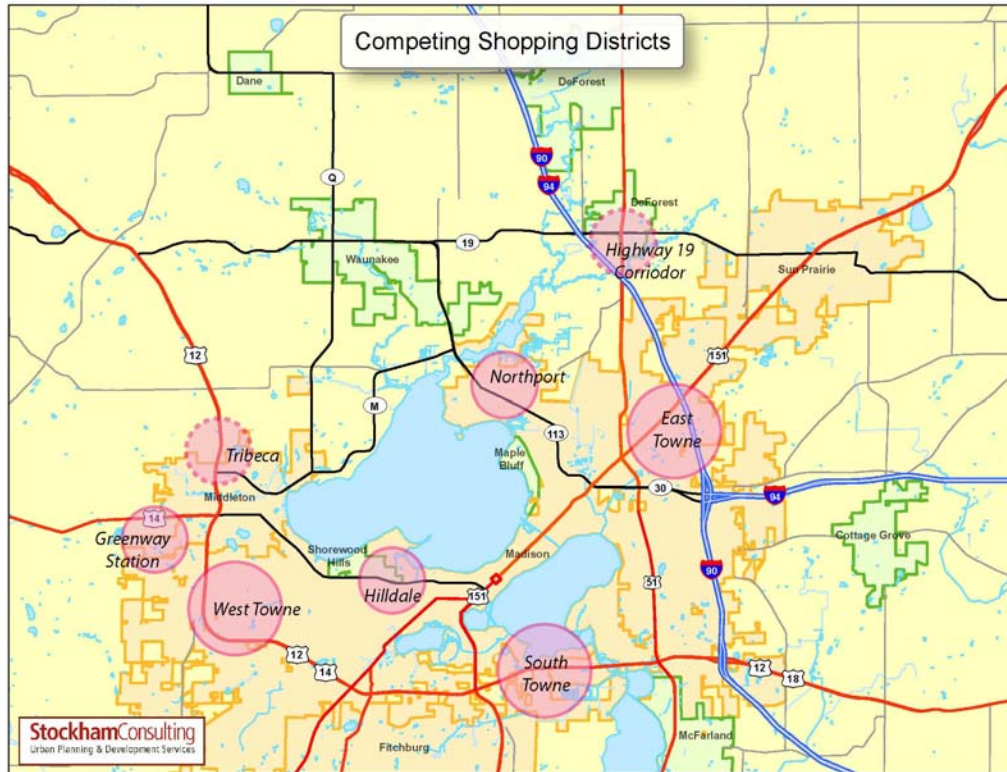 Competing Shopping Districts
Dane
DeForest
90
94
Q
DeForest
19
Highway 19
Corriodor
Waunakee
Sun Prairie
12
151
Northport
M
East
Towne
113
Tribeca
Maple
Bluff
30
94
Middleton
14
Greenway
Station
Cottage Grove
Shorewood
Hills
Madison
90
51
Hilldale
151
West Towne
12
14
South
Towne
12
18
McFarland
Fitchburg
StockhamConsulting
Urban Planning & Development Services